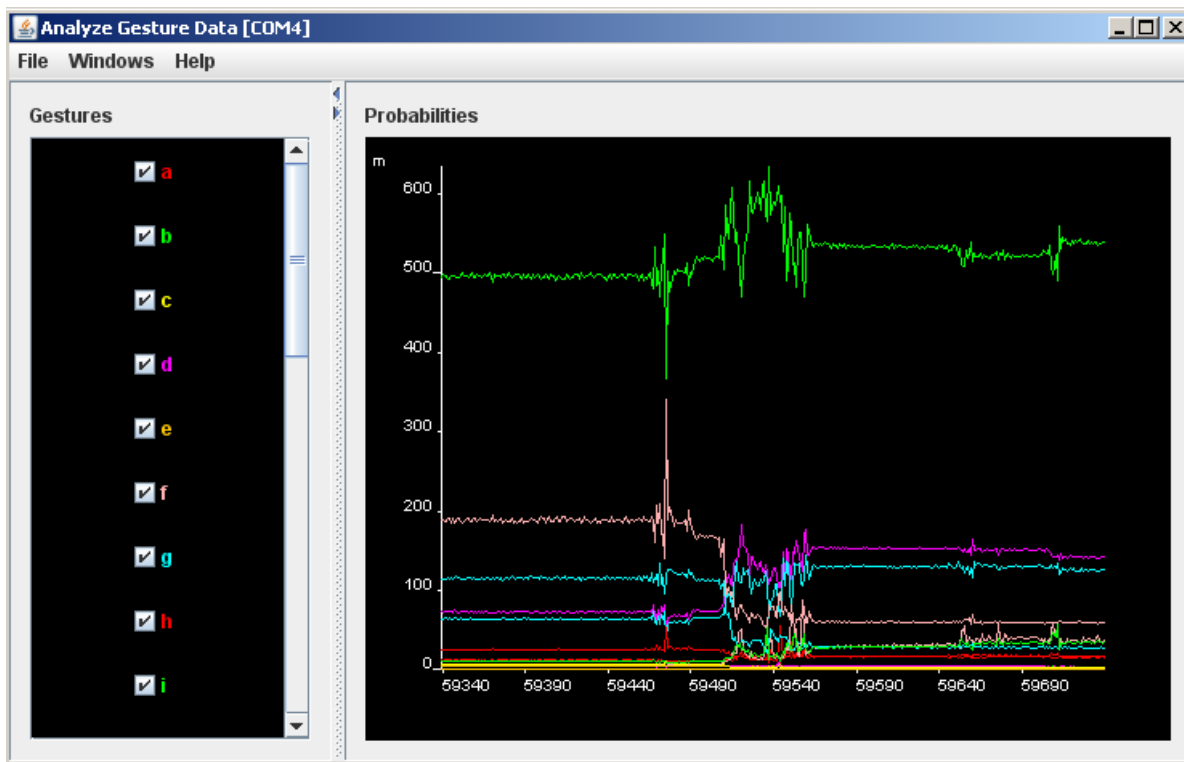 Analyze Gesture Data [COM4]
File Windows Help
Gestures
a
b
c
d
e
f
g
h
i
Probabilities
m
600
500
400
300
200
100
0
59340 59390 59440 59490 59540 59590 59640 59690